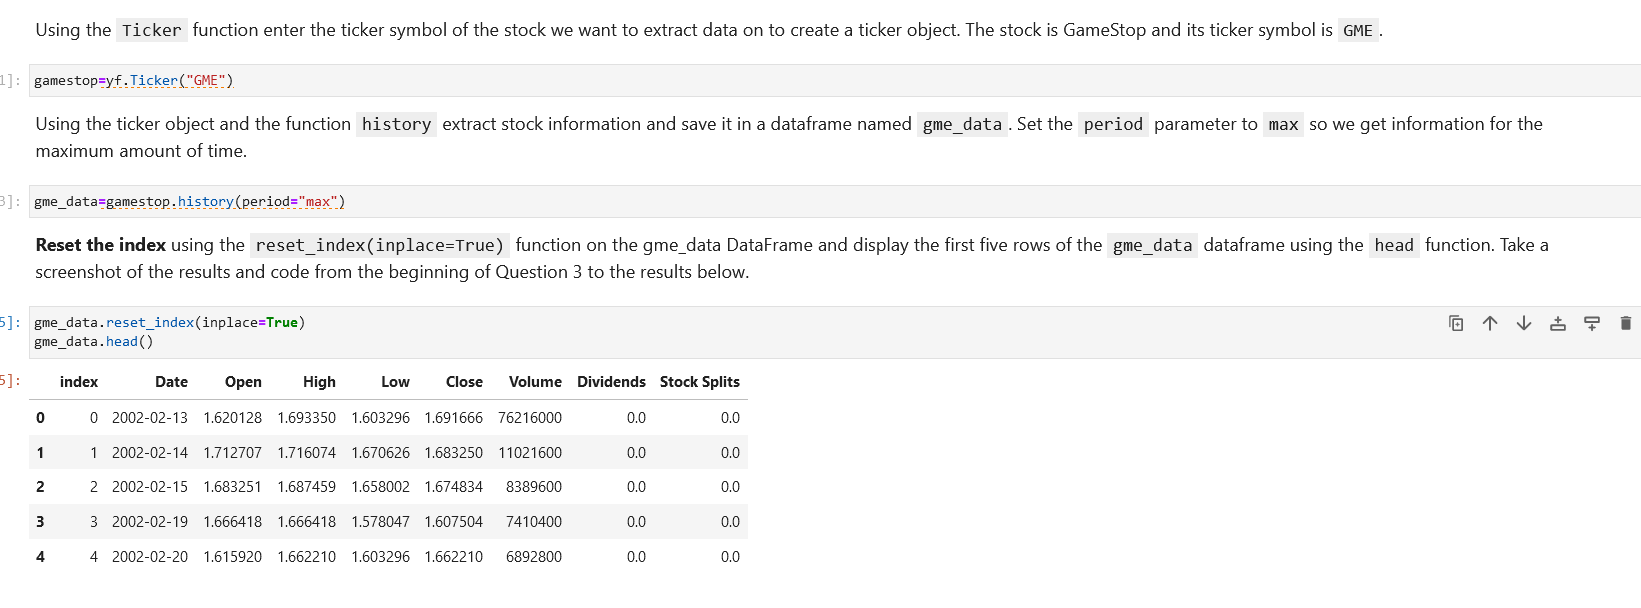 Using the Ticker function enter the ticker symbol of the stock we want to extract data on to create a ticker object. The stock is GameStop and its ticker symbol is GME .
1]: gamestop=yf.Ticker("GME")
Using the ticker object and the function history extract stock information and save it in a dataframe named gme_data . Set the period parameter to max so we get information for the
maximum amount of time.
3]: gme_data=gamestop.history(period="max")
Reset the index using the reset_index(inplace=True) function on the gme_data DataFrame and display the first five rows of the gme_data dataframe using the head function. Take a
screenshot of the results and code from the beginning of Question 3 to the results below.
5]: gme_data.reset_index(inplace=True)
gme_data.head()
5]: index Date Open High Low Close Volume Dividends Stock Splits
0 0 2002-02-13 1.620128 1.693350 1.603296 1.691666 76216000 0.0 0.0
1 1 2002-02-14 1.712707 1.716074 1.670626 1.683250 11021600 0.0 0.0
2 2 2002-02-15 1.683251 1.687459 1.658002 1.674834 8389600 0.0 0.0
3 3 2002-02-19 1.666418 1.666418 1.578047 1.607504 7410400 0.0 0.0
4 4 2002-02-20 1.615920 1.662210 1.603296 1.662210 6892800 0.0 0.0